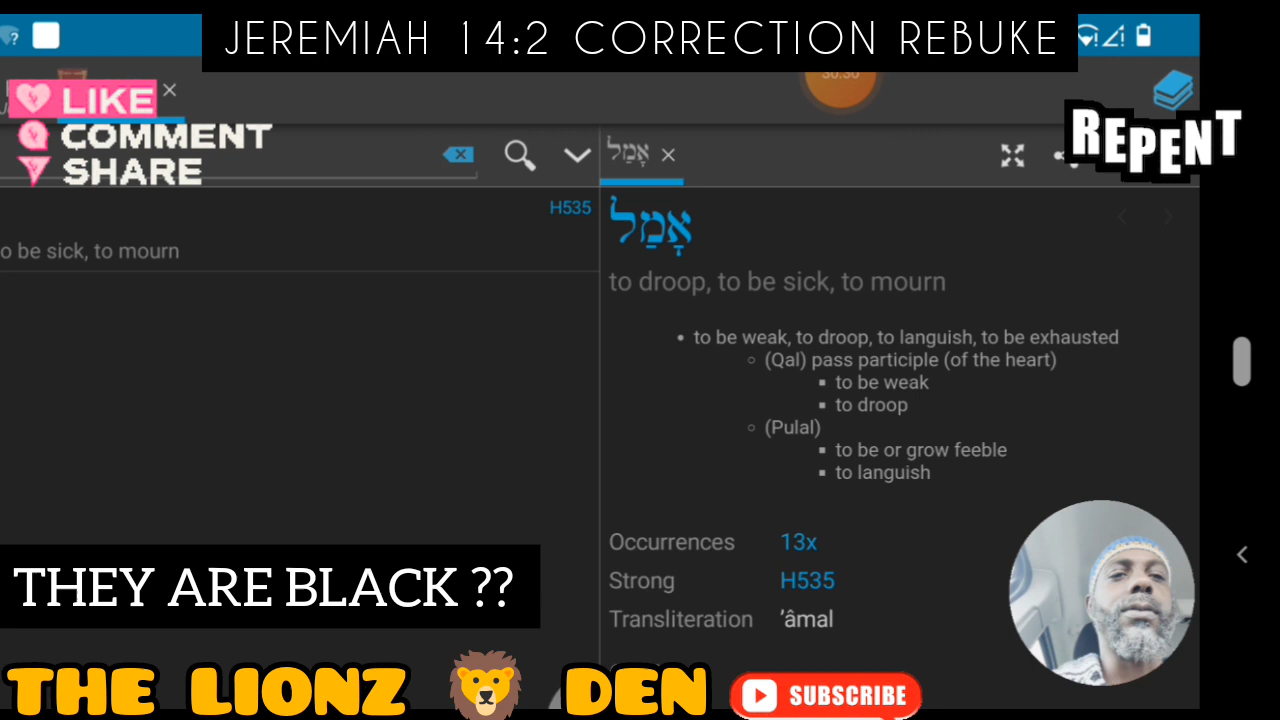 JEREMIAH 14:2 CORRECTION REBUKE
LIKE
COMMENT
SHARE
REPENT
אָמַל
H535
o be sick, to mourn
אָמַל
to droop, to be sick, to mourn
• to be weak, to droop, to languish, to be exhausted
○ (Qal) pass participle (of the heart)
▪ to be weak
▪ to droop
○ (Pulal)
▪ to be or grow feeble
▪ to languish
Occurrences 13x
Strong H535
Transliteration 'âmal
THEY ARE BLACK ??
THE LIONZ 🦁 DEN
SUBSCRIBE